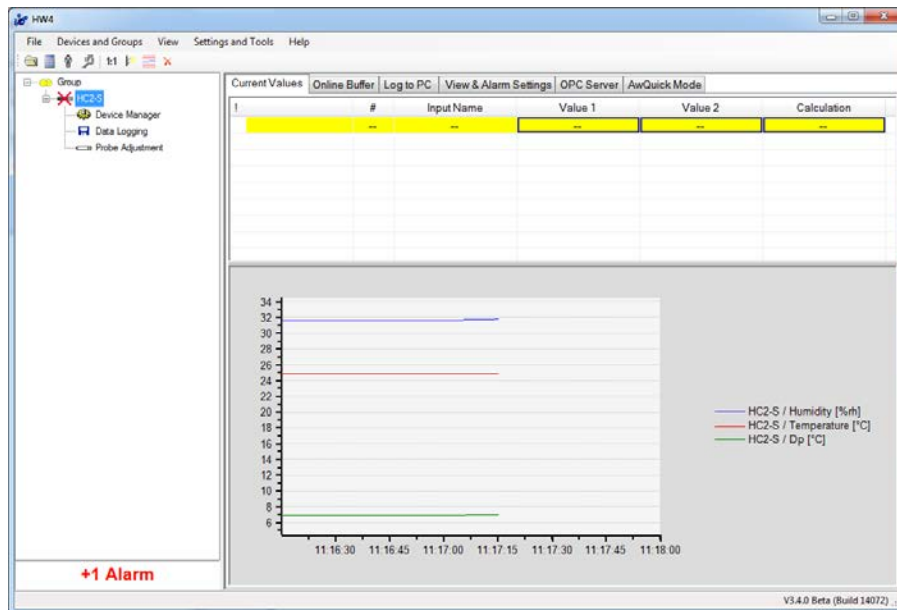 HW4
File Devices and Groups View Settings and Tools Help
1:1
Group
HC2-S
Device Manager
Data Logging
Probe Adjustment
Current Values Online Buffer Log to PC View & Alarm Settings OPC Server AwQuick Mode
! # Input Name Value 1 Value 2 Calculation
-- -- -- -- --
34
32
30
28
26
24
22
20
18
16
14
12
10
8
6
11:16:30 11:16:45 11:17:00 11:17:15 11:17:30 11:17:45 11:18:00
HC2-S / Humidity [%rh]
HC2-S / Temperature [°C]
HC2-S / Dp [°C]
+1 Alarm
V3.4.0 Beta (Build 14072)